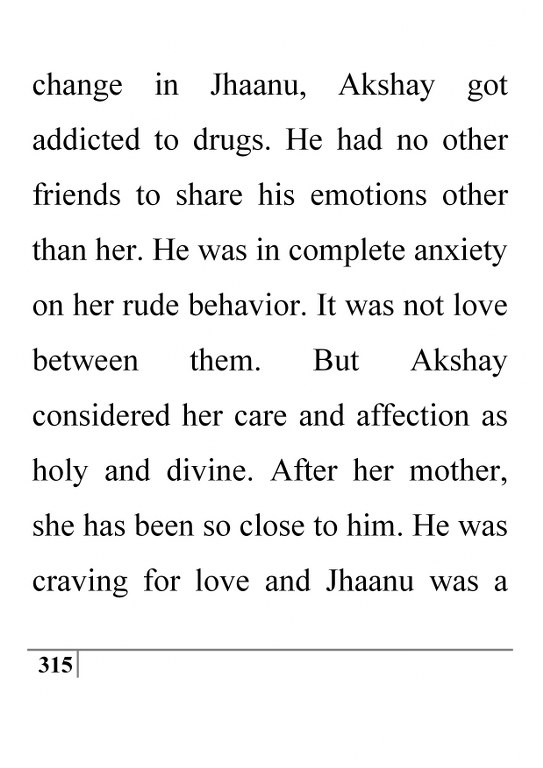 change in Jhaanu, Akshay got
addicted to drugs. He had no other
friends to share his emotions other
than her. He was in complete anxiety
on her rude behavior. It was not love
between them. But Akshay
considered her care and affection as
holy and divine. After her mother,
she has been so close to him. He was
craving for love and Jhaanu was a
315